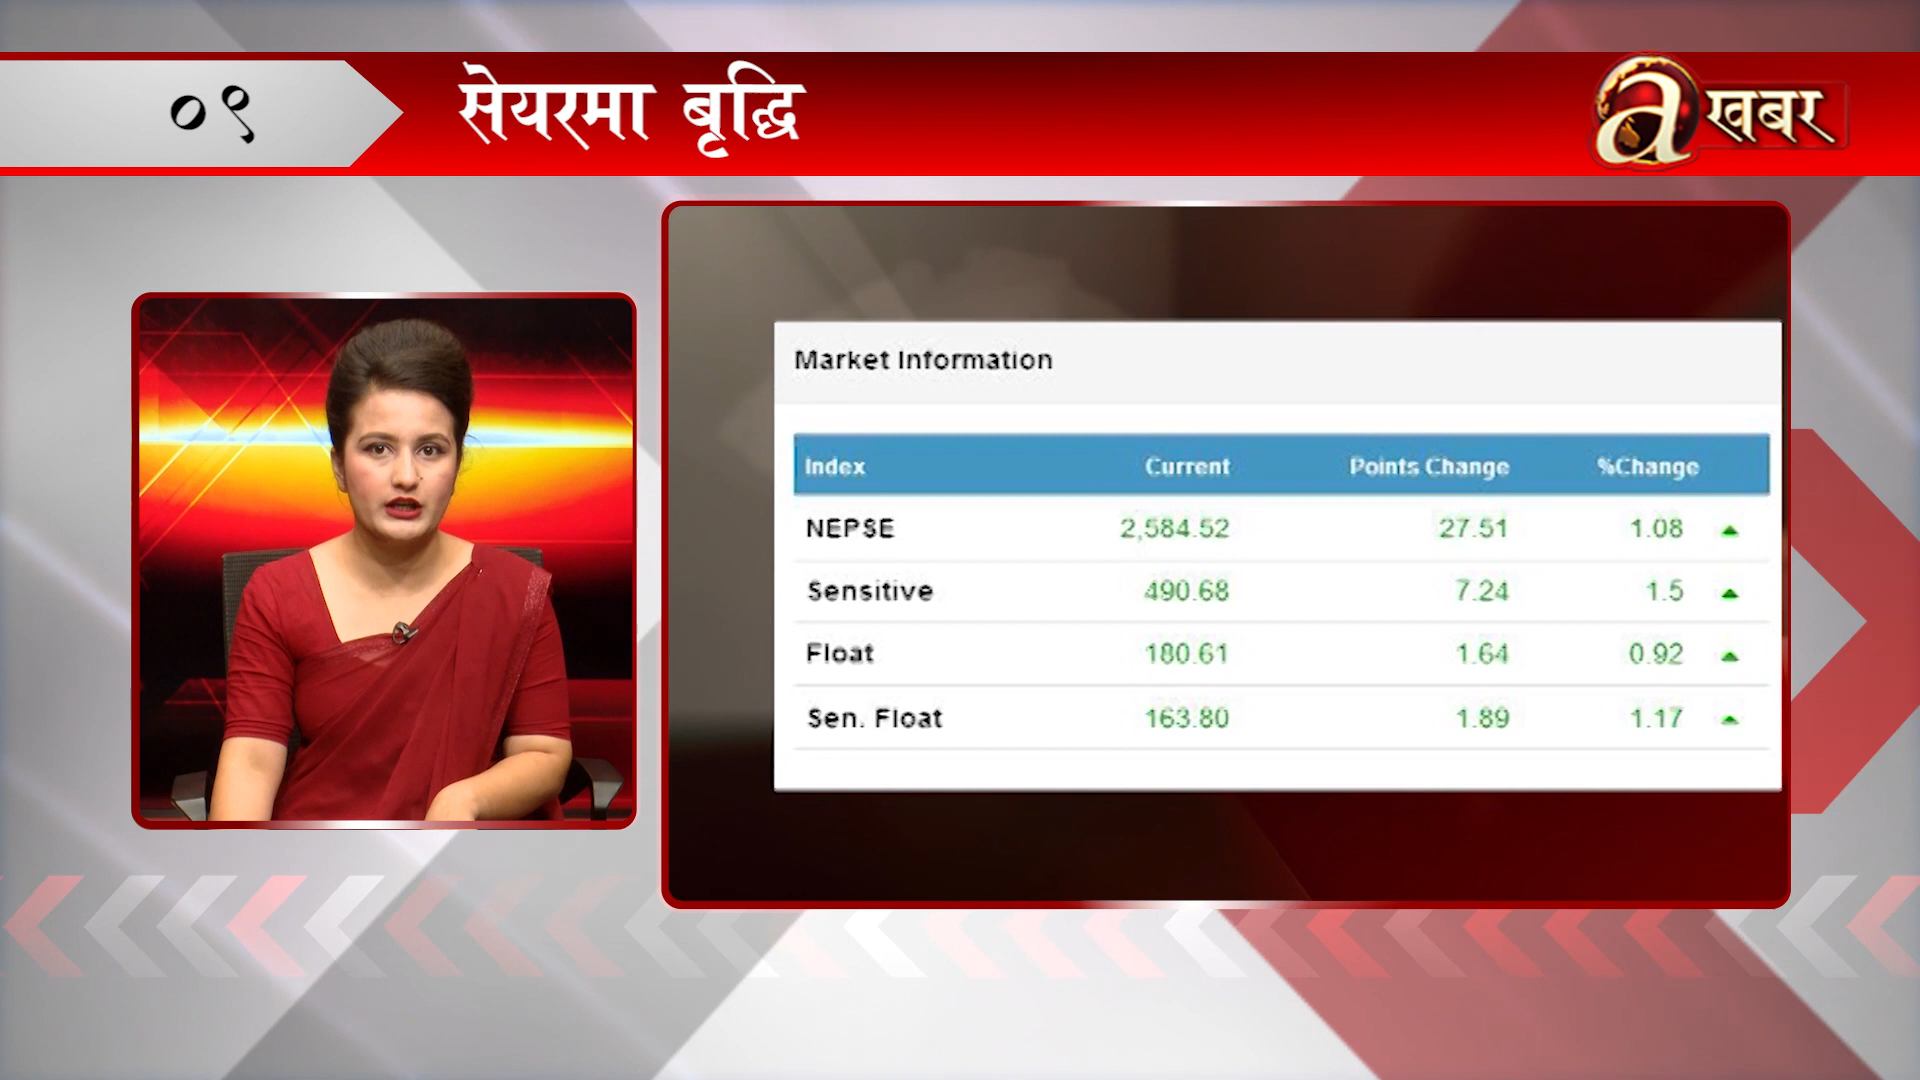 ०९
सेयरमा बृद्धि
a खबर
Market Information
Index Current Points Change %Change
NEPSE 2,584.52 27.51 1.08
Sensitive 490.68 7.24 1.5
Float 180.61 1.64 0.92
Sen. Float 163.80 1.89 1.17